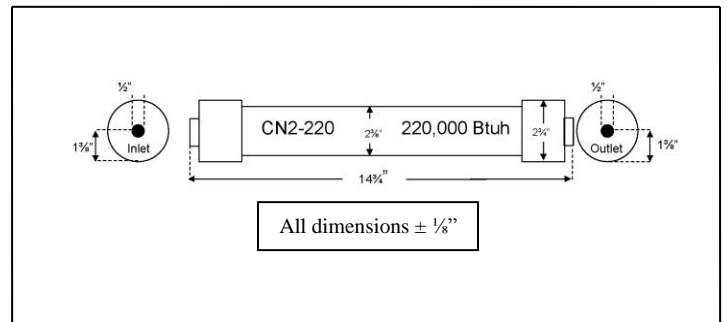 ½" ½"
CN2-220 2⅜" 220,000 Btuh 2¾"
1⅜" Inlet Outlet 1⅜"
14¾”
All dimensions ± ⅛”